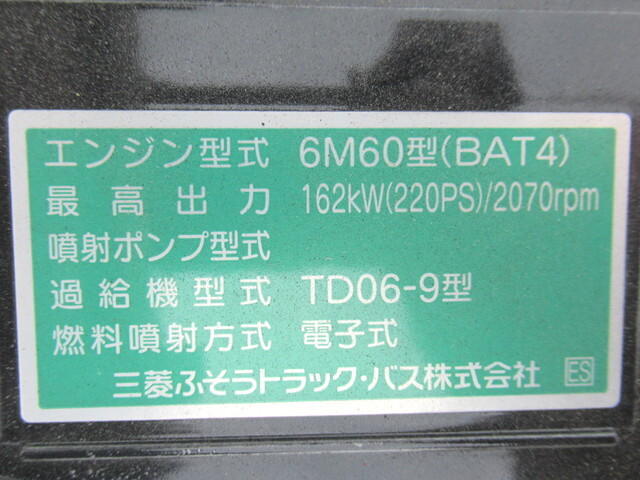 エンジン型式 6M60型(BAT4)
最高出力 162kW(220PS)/2070rpm
噴射ポンプ型式
過給機型式 TD06-9型
燃料噴射方式 電子式
三菱ふそうトラック・バス株式会社 ES